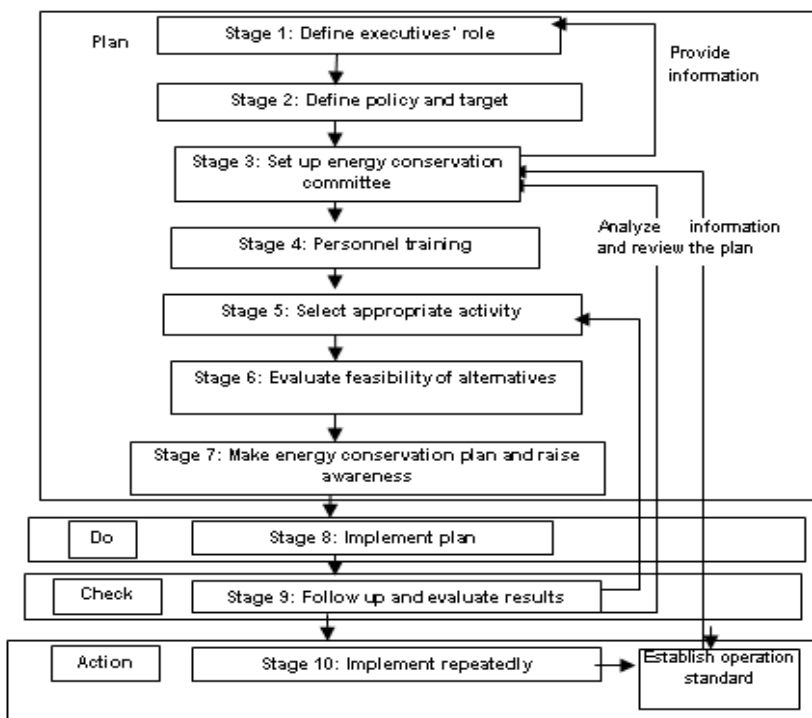 Plan
Stage 1: Define executives' role
Provide
information
Stage 2: Define policy and target
Stage 3: Set up energy conservation
committee
Analyze information
and review the plan
Stage 4: Personnel training
Stage 5: Select appropriate activity
Stage 6: Evaluate feasibility of alternatives
Stage 7: Make energy conservation plan and raise
awareness
Do
Stage 8: Implement plan
Check
Stage 9: Follow up and evaluate results
Action
Stage 10: Implement repeatedly
Establish operation
standard